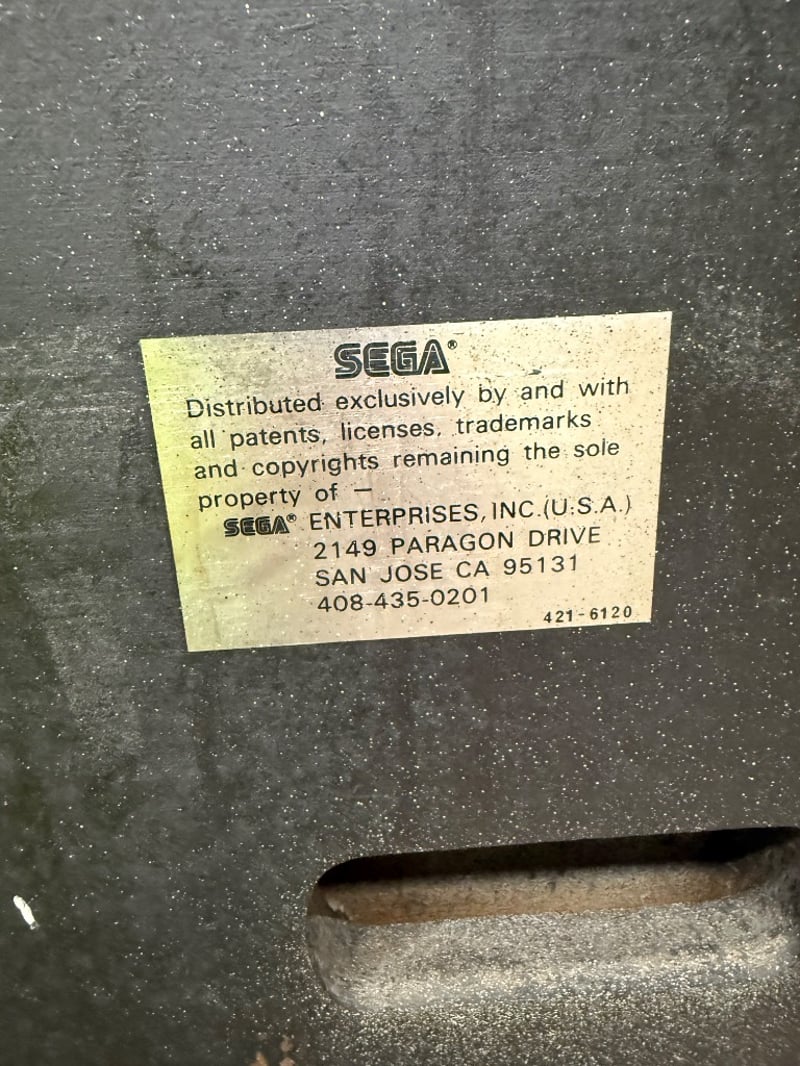 SEGA®
Distributed exclusively by and with
all patents, licenses, trademarks
and copyrights remaining the sole
property of —
SEGA® ENTERPRISES, INC.(U.S.A.)
2149 PARAGON DRIVE
SAN JOSE CA 95131
408-435-0201
421-6120